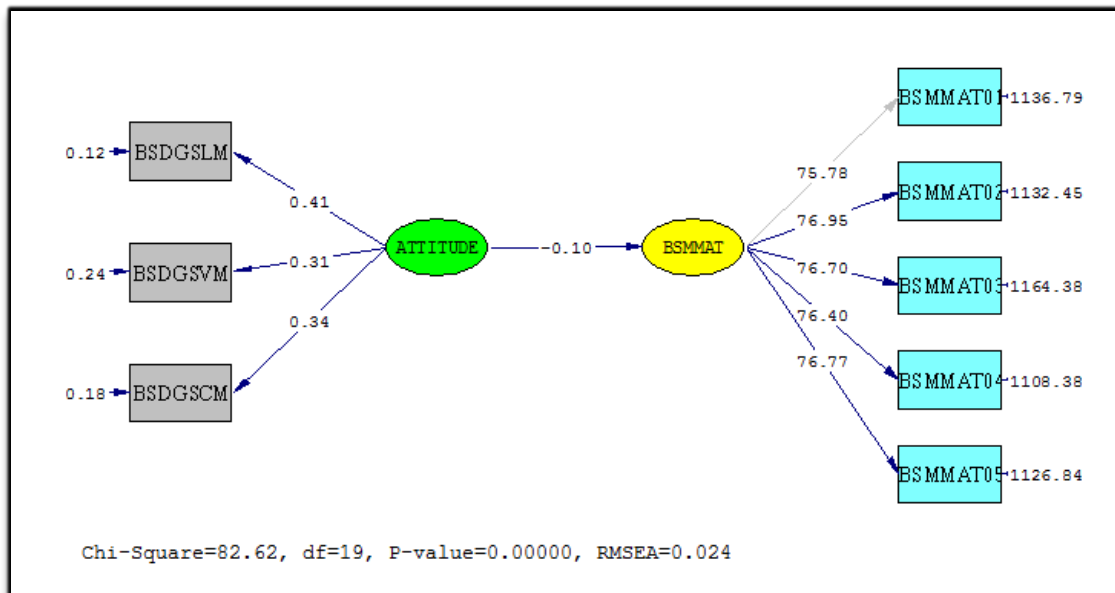 BSMMAT01 1136.79
0.12 BSDGSLM
75.78
BSMMAT02 1132.45
0.41
76.95
ATTITUDE -0.10 BSMMAT
0.24 BSDGSVM 0.31
76.70 BSMMAT03 1164.38
0.34
76.40
76.77
0.18 BSDGSCM
BSMMAT04 1108.38
BSMMAT05 1126.84
Chi-Square=82.62, df=19, P-value=0.00000, RMSEA=0.024